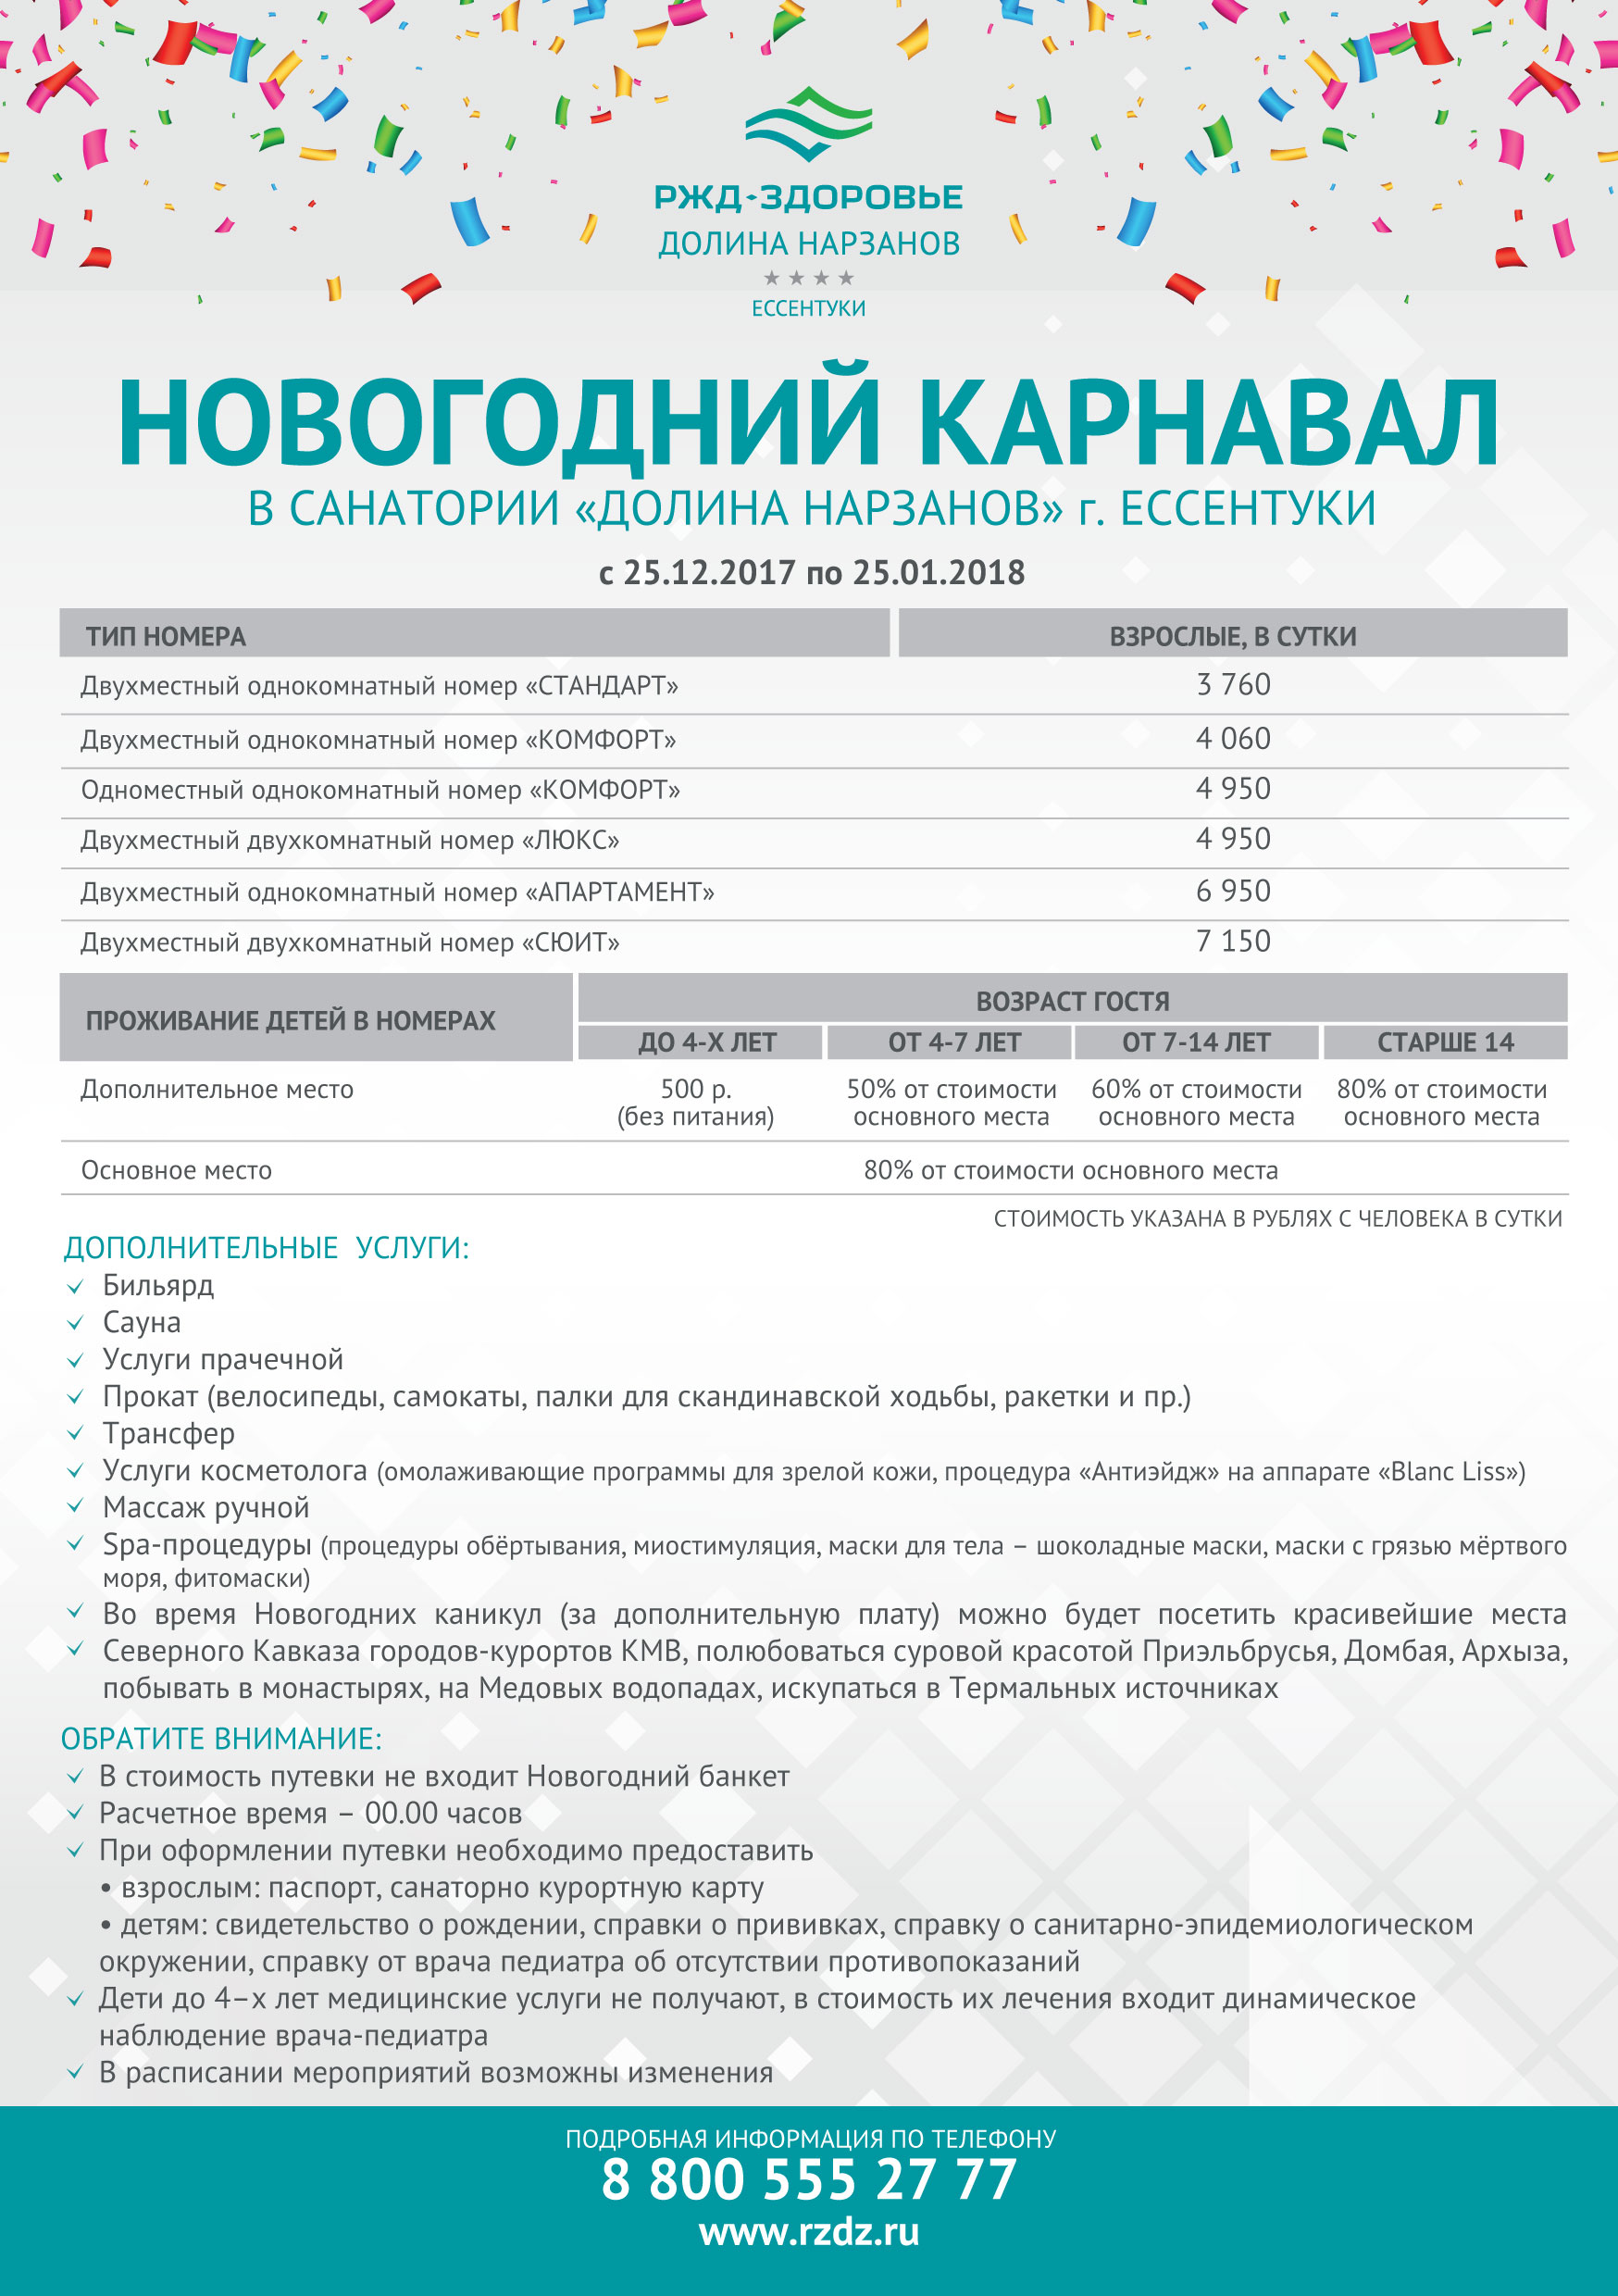 РЖД-ЗДОРОВЬЕ
ДОЛИНА НАРЗАНОВ
ЕССЕНТУКИ
НОВОГОДНИЙ КАРНАВАЛ
В САНАТОРИИ «ДОЛИНА НАРЗАНОВ» г. ЕССЕНТУКИ
с 25.12.2017 по 25.01.2018
ТИП НОМЕРА ВЗРОСЛЫЕ, В СУТКИ
Двухместный однокомнатный номер «СТАНДАРТ» 3 760
Двухместный однокомнатный номер «КОМФОРТ» 4 060
Одноместный однокомнатный номер «КОМФОРТ» 4 950
Двухместный двухкомнатный номер «ЛЮКС» 4 950
Двухместный однокомнатный номер «АПАРТАМЕНТ» 6 950
Двухместный двухкомнатный номер «СЮИТ» 7 150
ПРОЖИВАНИЕ ДЕТЕЙ В НОМЕРАХ ВОЗРАСТ ГОСТЯ
ДО 4-Х ЛЕТ ОТ 4-7 ЛЕТ ОТ 7-14 ЛЕТ СТАРШЕ 14
Дополнительное место 500 р. 50% от стоимости 60% от стоимости 80% от стоимости
(без питания) основного места основного места основного места
Основное место 80% от стоимости основного места
СТОИМОСТЬ УКАЗАНА В РУБЛЯХ С ЧЕЛОВЕКА В СУТКИ
ДОПОЛНИТЕЛЬНЫЕ УСЛУГИ:
Бильярд
Сауна
Услуги прачечной
Прокат (велосипеды, самокаты, палки для скандинавской ходьбы, ракетки и пр.)
Трансфер
Услуги косметолога (омолаживающие программы для зрелой кожи, процедура «Антиэйдж» на аппарате «Blanc Liss»)
Массаж ручной
Spa-процедуры (процедуры обёртывания, миостимуляция, маски для тела – шоколадные маски, маски с грязью мёртвого
моря, фитомаски)
Во время Новогодних каникул (за дополнительную плату) можно будет посетить красивейшие места
Северного Кавказа городов-курортов КМВ, полюбоваться суровой красотой Приэльбрусья, Домбая, Архыза,
побывать в монастырях, на Медовых водопадах, искупаться в Термальных источниках
ОБРАТИТЕ ВНИМАНИЕ:
В стоимость путевки не входит Новогодний банкет
Расчетное время – 00.00 часов
При оформлении путевки необходимо предоставить
• взрослым: паспорт, санаторно курортную карту
• детям: свидетельство о рождении, справки о прививках, справку о санитарно-эпидемиологическом
окружении, справку от врача педиатра об отсутствии противопоказаний
Дети до 4–х лет медицинские услуги не получают, в стоимость их лечения входит динамическое
наблюдение врача-педиатра
В расписании мероприятий возможны изменения
ПОДРОБНАЯ ИНФОРМАЦИЯ ПО ТЕЛЕФОНУ
8 800 555 27 77
www.rzdz.ru